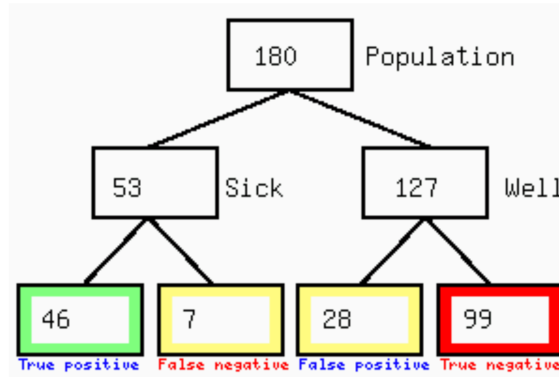 180 Population
53 Sick 127 Well
46 7 28 99
True positive False negative False positive True negative